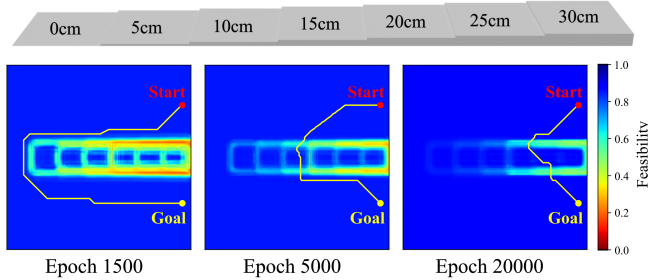 0cm 5cm 10cm 15cm 20cm 25cm 30cm
Start Start Start
Goal Goal Goal
Epoch 1500 Epoch 5000 Epoch 20000
1.0
0.8
0.6
0.4
0.2
0.0
Feasibility